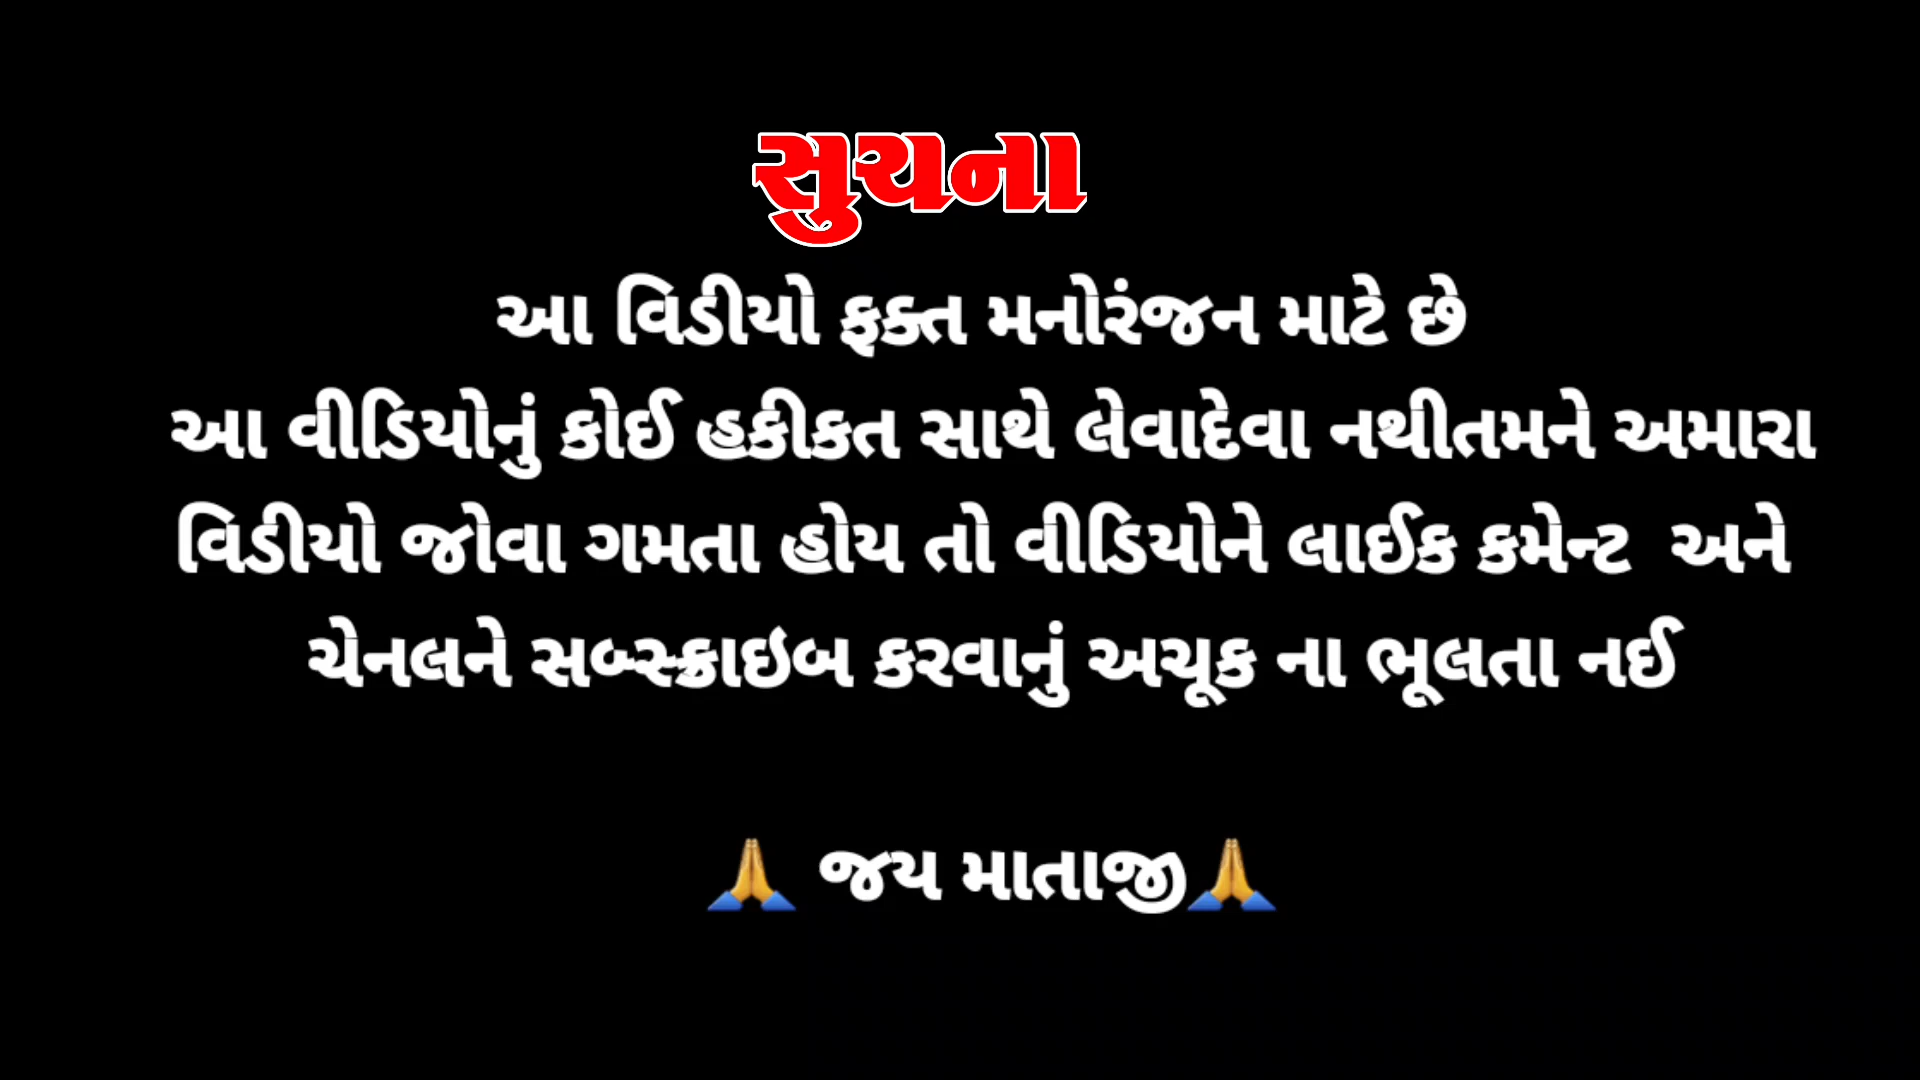 સુચના
આ વિડીયો ફક્ત મનોરંજન માટે છે
આ વીડિયોનું કોઈ હકીકત સાથે લેવાદેવા નથીતમને અમારા
વિડીયો જોવા ગમતા હોય તો વીડિયોને લાઈક કમેન્ટ  અને
ચેનલને સબ્સ્ક્રાઇબ કરવાનું અચૂક ના ભૂલતા નઈ
🙏 જય માતાજી🙏